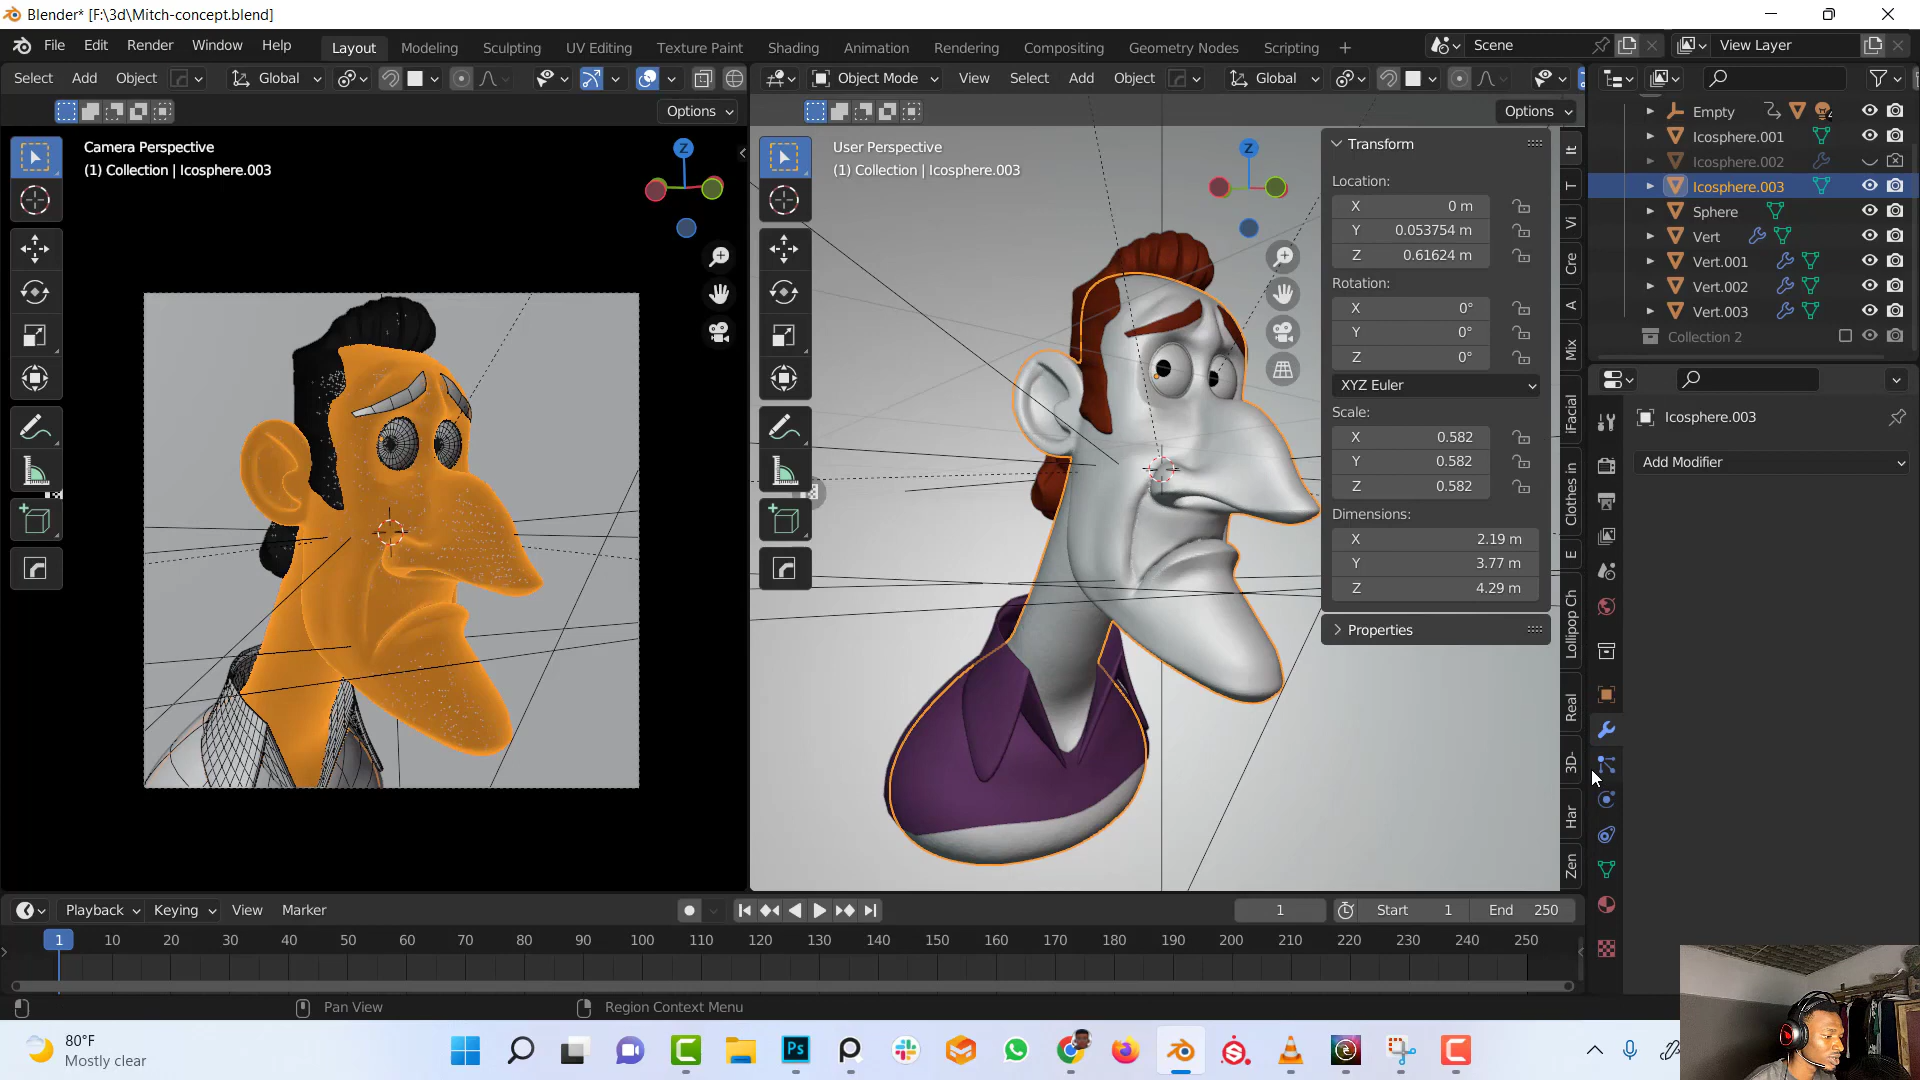 Blender* [F:\3d\Mitch-concept.blend]
File Edit Render Window Help Layout Modeling Sculpting UV Editing Texture Paint Shading Animation Rendering Compositing Geometry Nodes Scripting + Scene View Layer
Select Add Object Global Object Mode View Select Add Object Global
Options Options
Camera Perspective
(1) Collection | Icosphere.003
Z
User Perspective
(1) Collection | Icosphere.003
Z
Transform
Location:
X 0 m
Y 0.053754 m
Z 0.61624 m
Rotation:
X 0°
Y 0°
Z 0°
XYZ Euler
Scale:
X 0.582
Y 0.582
Z 0.582
Dimensions:
X 2.19 m
Y 3.77 m
Z 4.29 m
Properties
It
T
Vi
Cre
A
Mix
iFacial
Clothes in
E
Lollipop Ch
Real
3D-
Har
Zen
Empty
Icosphere.001
Icosphere.002
Icosphere.003
Sphere
Vert
Vert.001
Vert.002
Vert.003
Collection 2
Icosphere.003
Add Modifier
Playback Keying View Marker 1 Start 1 End 250
1 10 20 30 40 50 60 70 80 90 100 110 120 130 140 150 160 170 180 190 200 210 220 230 240 250
Pan View Region Context Menu
80°F
Mostly clear
Ps